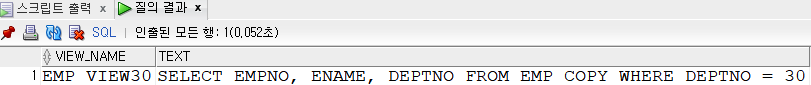 스크립트 출력 x 질의 결과 x
SQL | 인출된 모든 행: 1(0,052초)
VIEW_NAME TEXT
1 EMP_VIEW30 SELECT EMPNO, ENAME, DEPTNO FROM EMP_COPY WHERE DEPTNO = 30